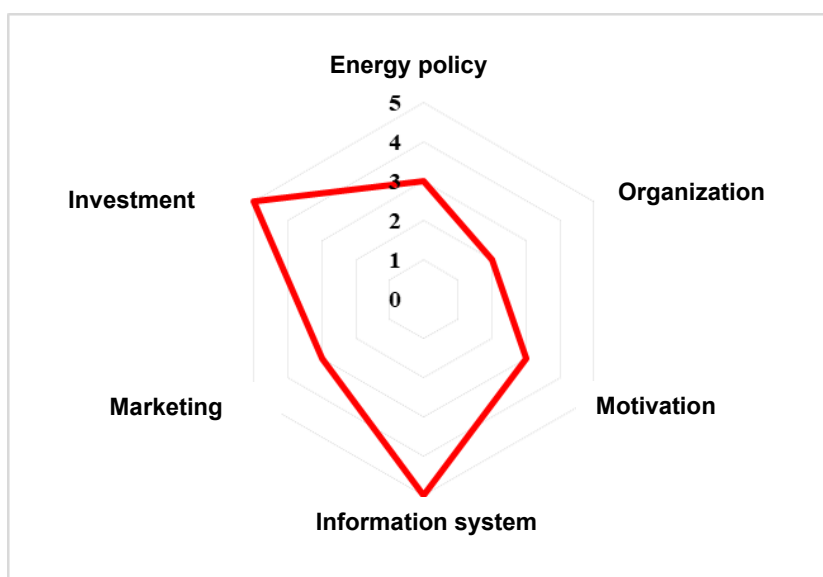 Energy policy
5
4
3
2
1
0
Organization
Investment
Motivation
Marketing
Information system